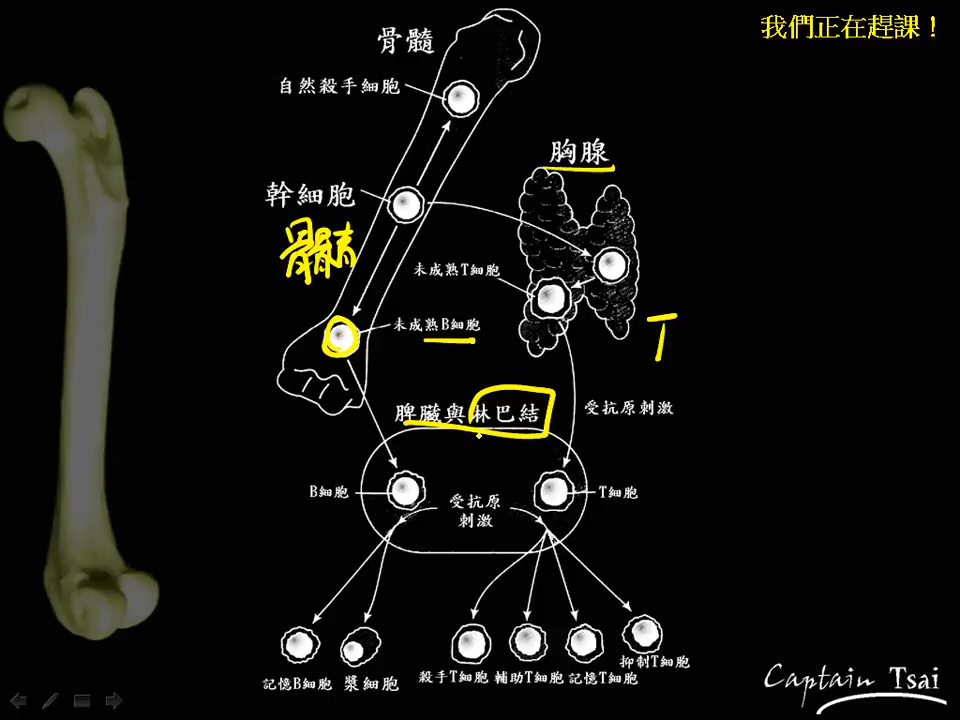 我們正在趕課！
骨髓
自然殺手細胞
胸腺
幹細胞
骨髓
未成熟T細胞
未成熟B細胞
T
受抗原刺激
脾臟與淋巴結
B細胞
受抗原
刺激
T細胞
記憶B細胞
漿細胞
殺手T細胞
輔助T細胞
記憶T細胞
抑制T細胞
Captain Tsai